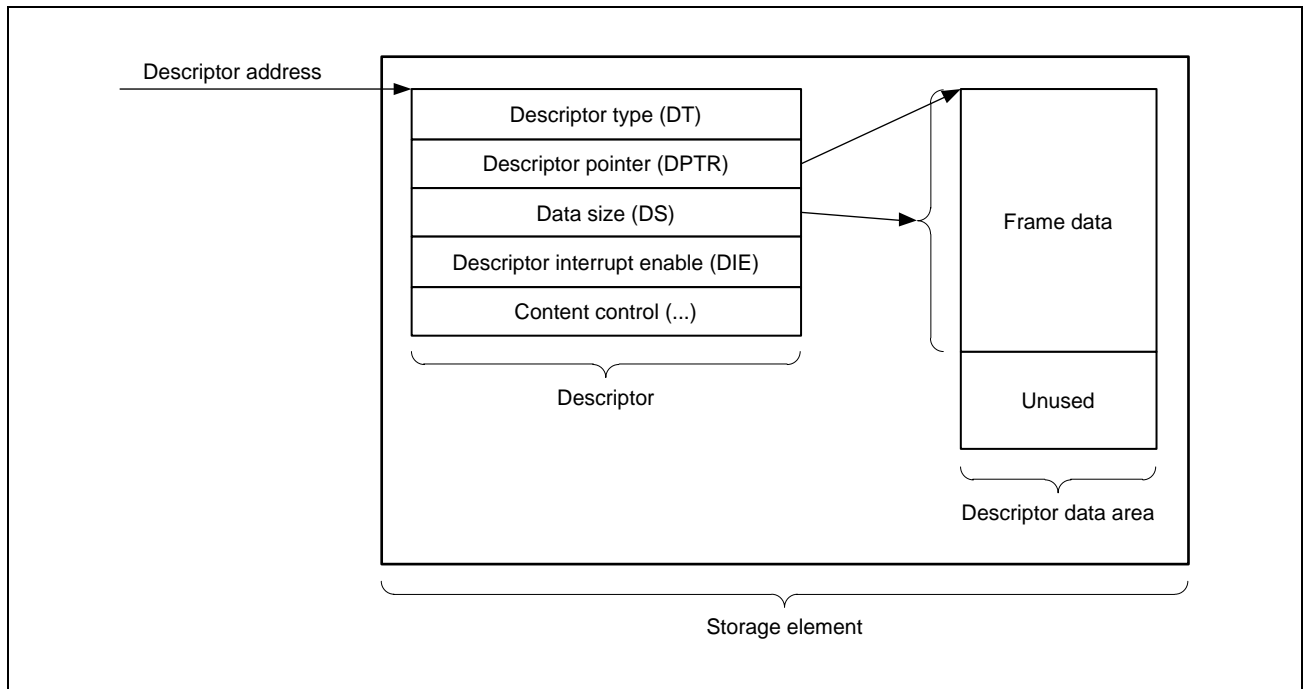 Descriptor address
Descriptor type (DT)
Descriptor pointer (DPTR)
Data size (DS)
Descriptor interrupt enable (DIE)
Content control (...)
Descriptor
Frame data
Unused
Descriptor data area
Storage element